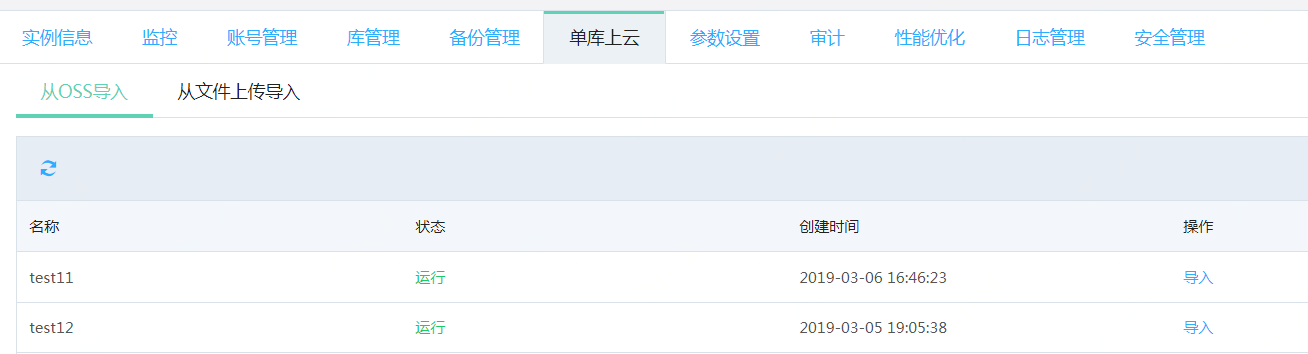 实例信息 监控 账号管理 库管理 备份管理 单库上云 参数设置 审计 性能优化 日志管理 安全管理
从OSS导入 从文件上传导入
名称 状态 创建时间 操作
test11 运行 2019-03-06 16:46:23 导入
test12 运行 2019-03-05 19:05:38 导入